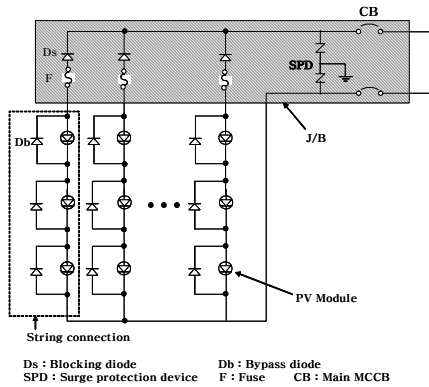 CB
Ds
F
SPD
J/B
Db
PV Module
String connection
Ds : Blocking diode Db : Bypass diode
SPD : Surge protection device F : Fuse CB : Main MCCB